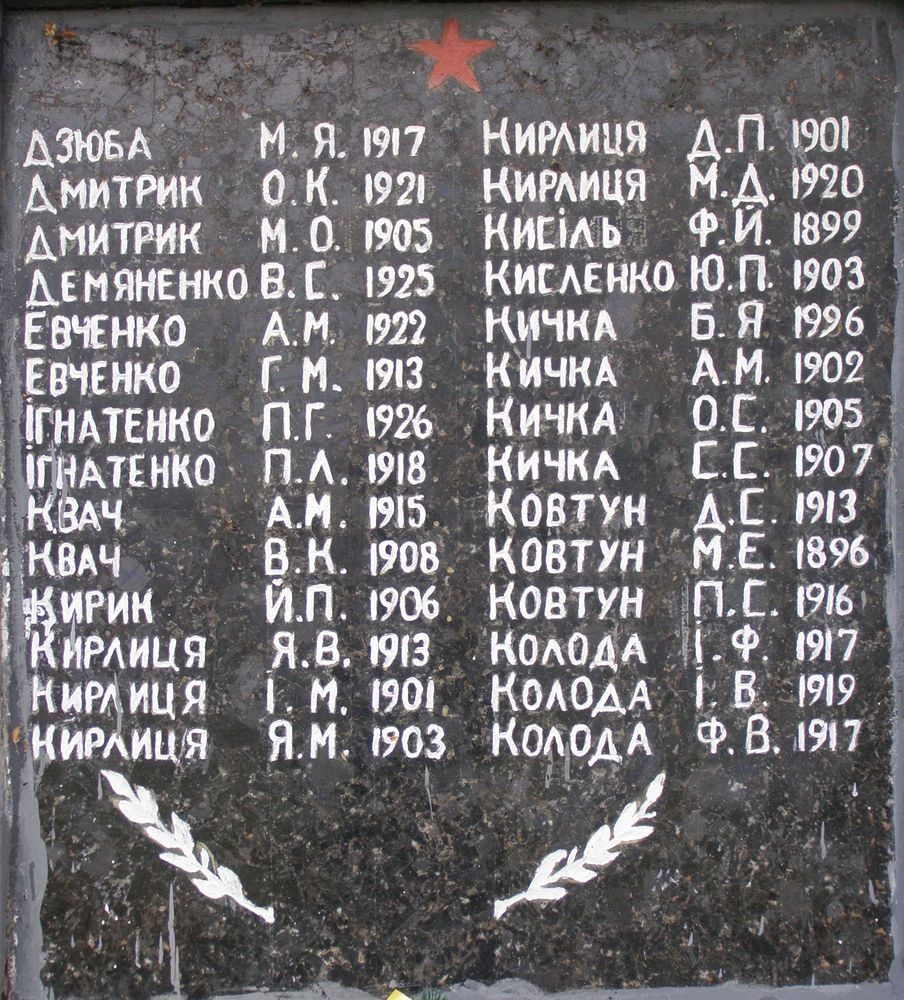 Дзюба М. Я. 1917
Дмитрик О. К. 1921
Дмитрик М. О. 1905
Демяненко В. С. 1925
Евченко А. М. 1922
Евченко Г. М. 1913
Ігнатенко П. Г. 1926
Ігнатенко П. Л. 1918
Квач А. М. 1915
Квач В. К. 1908
Кирик Й. П. 1906
Кирлиця Я. В. 1913
Кирлиця І. М. 1901
Кирлиця Я. М. 1903
Кирлиця Д. П. 1901
Кирлиця М. Д. 1920
Кисіль Ф. Й. 1899
Кисленко Ю. П. 1903
Кичка Б. Я 1996
Кичка А. М. 1902
Кичка О. С. 1905
Кичка С. С. 1907
Ковтун Д. С. 1913
Ковтун М. Е. 1896
Ковтун П. С. 1916
Колода І. Ф. 1917
Колода І. В. 1919
Колода Ф. В. 1917